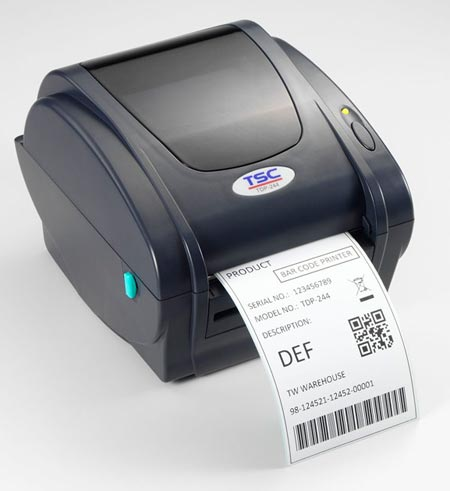 TSC
TDP-244
PRODUCT
BAR CODE PRINTER
SERIAL NO.: 123456789
MODEL NO.: TDP-244
DESCRIPTION:
DEF
TW WAREHOUSE
98-124521-12452-00001